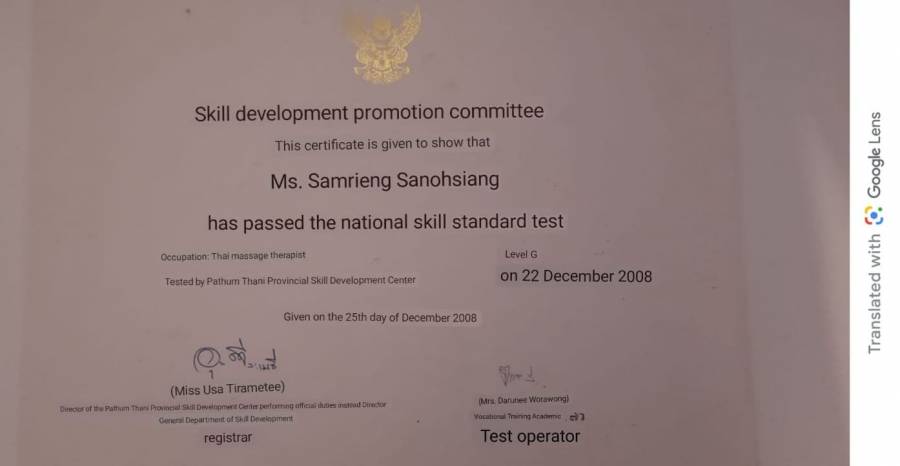 Skill development promotion committee
This certificate is given to show that
Ms. Samrieng Sanohsiang
has passed the national skill standard test
Occupation: Thai massage therapist
Level G
Tested by Pathum Thani Provincial Skill Development Center
on 22 December 2008
Given on the 25th day of December 2008
(Miss Usa Tirametee)
Director of the Pathum Thani Provincial Skill Development Center performing official duties instead Director
General Department of Skill Development
registrar
(Mrs. Darunee Worawong)
Vocational Training Academic
Test operator
Translated with Google Lens